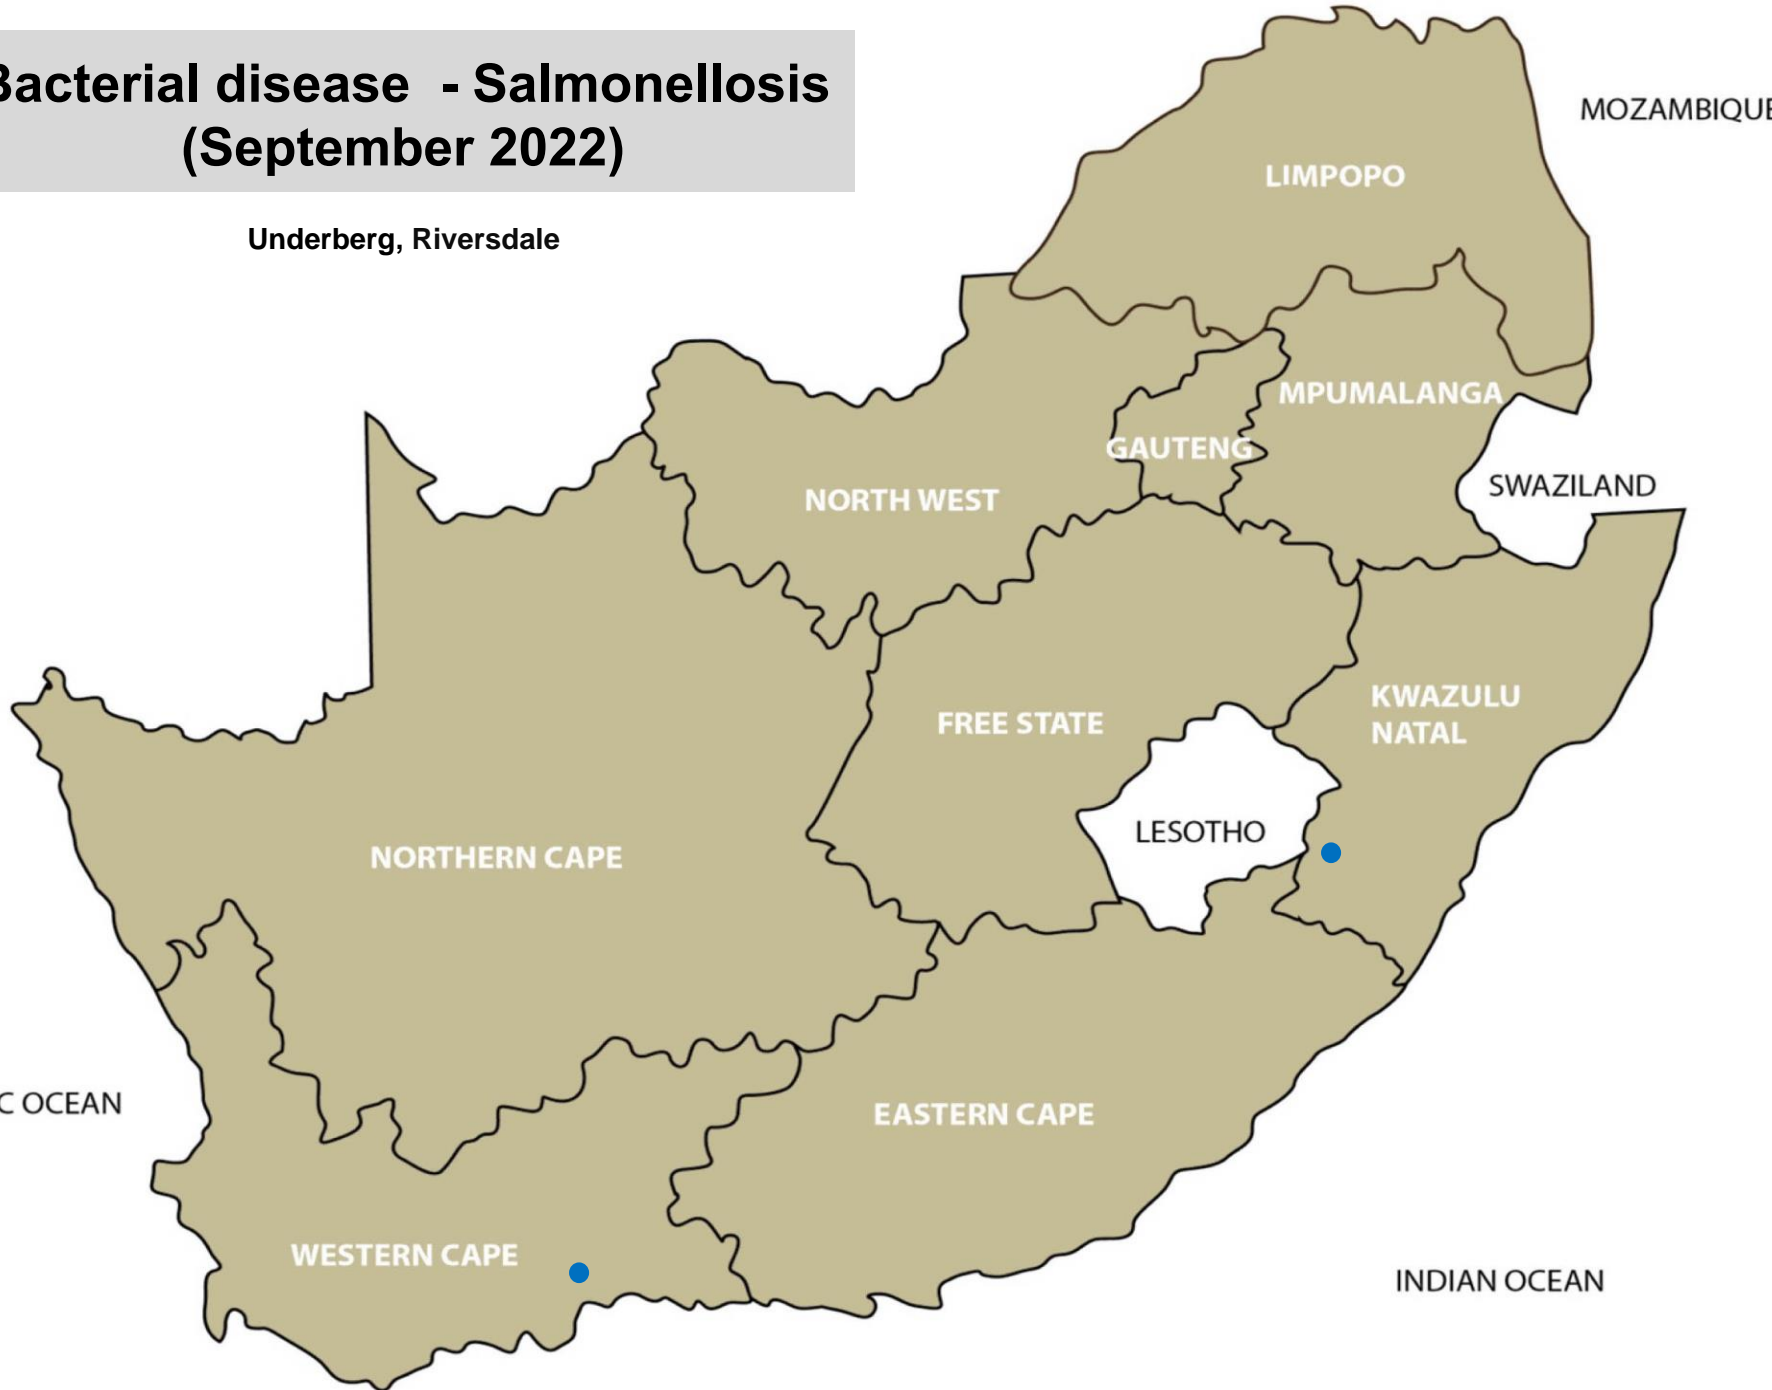 Bacterial disease - Salmonellosis
(September 2022)
Underberg, Riversdale
MOZAMBIQUE
LIMPOPO
MPUMALANGA
GAUTENG
SWAZILAND
NORTH WEST
KWAZULU
NATAL
FREE STATE
LESOTHO
NORTHERN CAPE
C OCEAN
EASTERN CAPE
WESTERN CAPE
INDIAN OCEAN